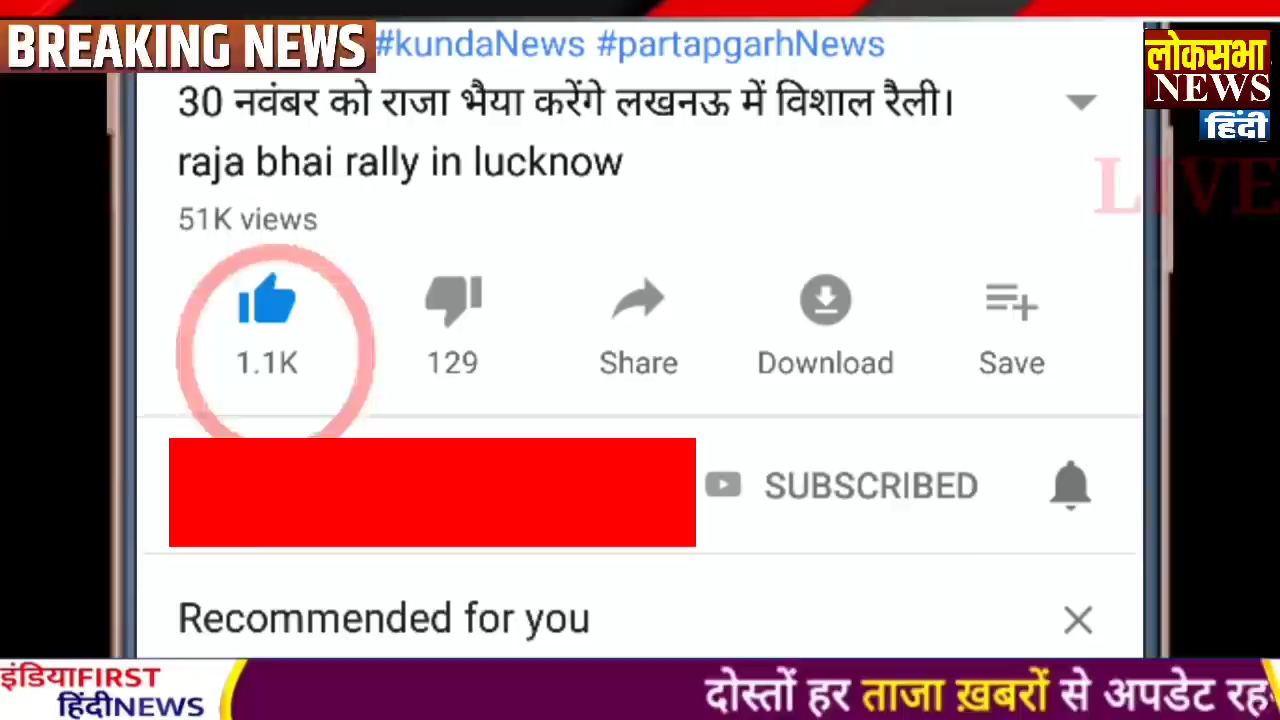 BREAKING NEWS
#kundaNews #partapgarhNews
लोकसभा
NEWS
हिंदी
30 नवंबर को राजा भैया करेंगे लखनऊ में विशाल रैली।
raja bhai rally in lucknow
LIVE
51K views
1.1K
129
Share
Download
Save
SUBSCRIBED
Recommended for you
इंडियाFIRST
हिंदीNEWS
दोस्तों हर ताजा ख़बरों से अपडेट रह